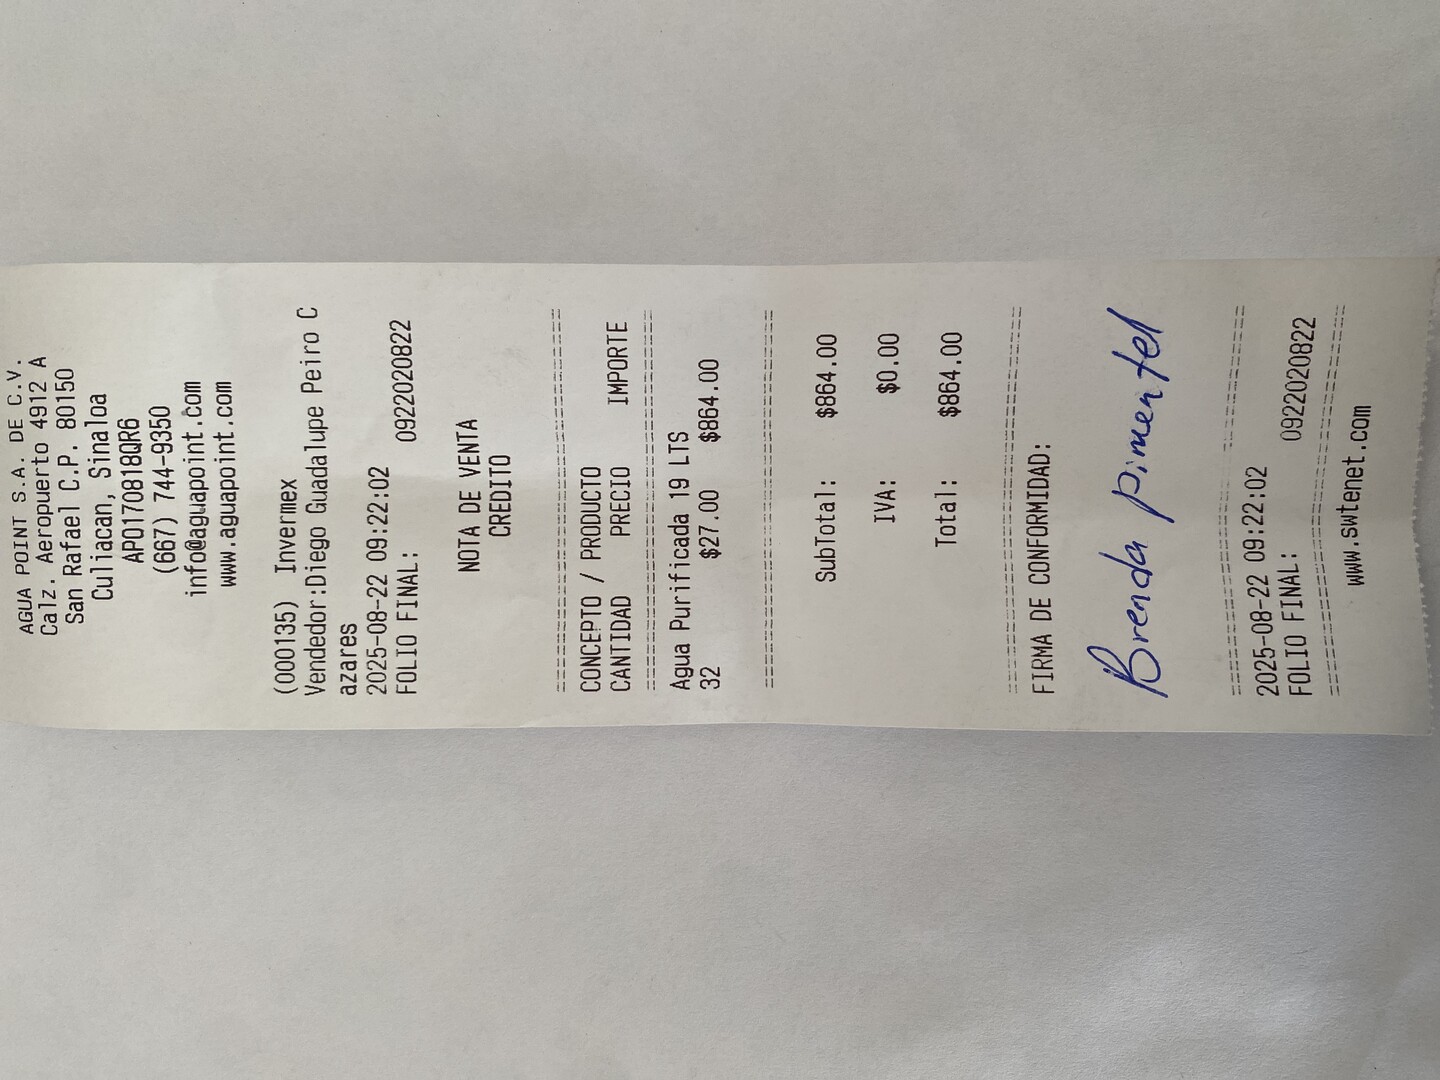 AGUA POINT S.A. DE C.V.
Calz. Aeropuerto 4912 A
San Rafael C.P. 80150
Culiacan, Sinaloa
APO170818QR6
(667) 744-9350
info@aguapoint.com
www.aguapoint.com
(000135) Invermex
Vendedor:Diego Guadalupe Peiro C
azares
2025-08-22 09:22:02
FOLIO FINAL: 0922020822
NOTA DE VENTA
CREDITO
================================
CONCEPTO / PRODUCTO
CANTIDAD PRECIO IMPORTE
================================
Agua Purificada 19 LTS
32 $27.00 $864.00
================================
SubTotal: $864.00
IVA: $0.00
Total: $864.00
================================
FIRMA DE CONFORMIDAD:
Brenda pimentel
================================
2025-08-22 09:22:02
FOLIO FINAL: 0922020822
================================
www.swtenet.com